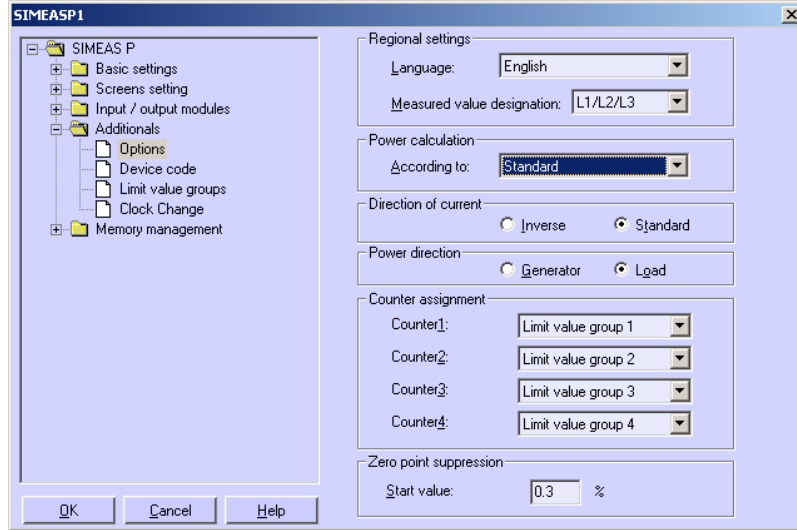 SIMEASP1
SIMEAS P
Basic settings
Screens setting
Input / output modules
Additionals
Options
Device code
Limit value groups
Clock Change
Memory management
OK Cancel Help
Regional settings
Language: English
Measured value designation: L1/L2/L3
Power calculation
According to: Standard
Direction of current
Inverse Standard
Power direction
Generator Load
Counter assignment
Counter1: Limit value group 1
Counter2: Limit value group 2
Counter3: Limit value group 3
Counter4: Limit value group 4
Zero point suppression
Start value: 0.3 %